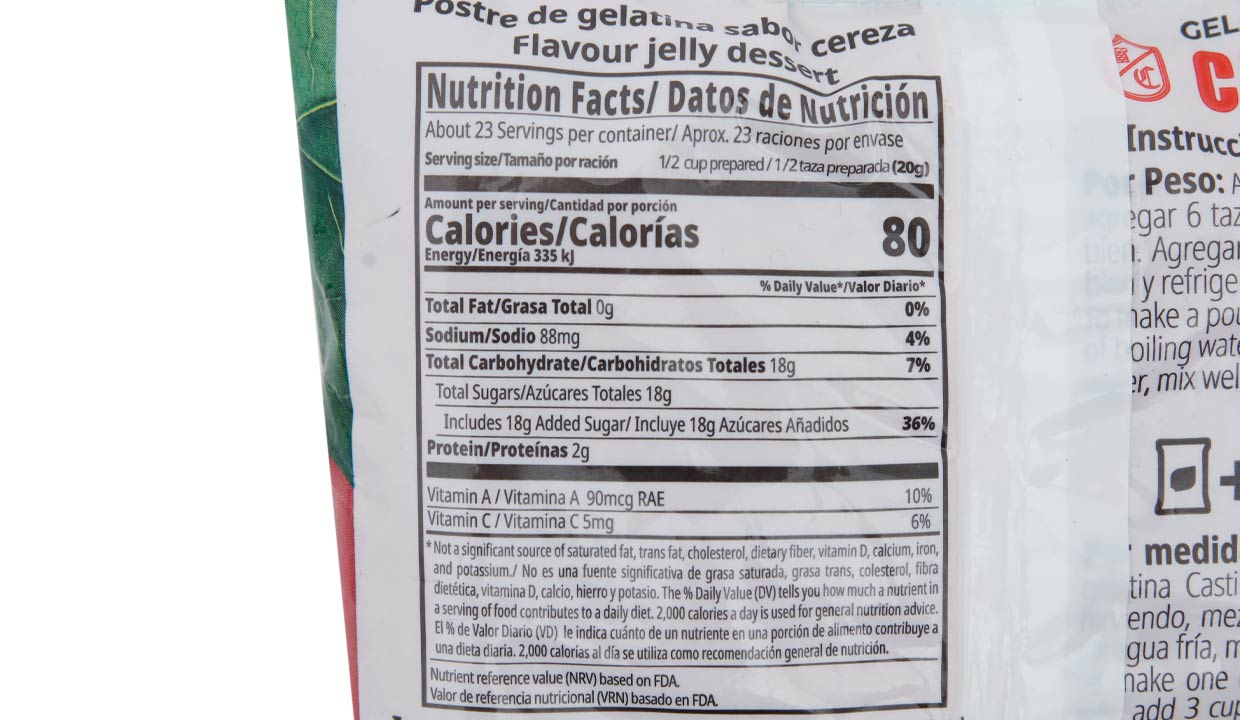 Postre de gelatina sabor cereza
Flavour jelly dessert
Nutrition Facts/ Datos de Nutrición
About 23 Servings per container/ Aprox. 23 raciones por envase
Serving size/Tamaño por ración 1/2 cup prepared / 1/2 taza preparada (20g)
Amount per serving/Cantidad por porción
Calories/Calorías 80
Energy/Energía 335 kJ
% Daily Value*/Valor Diario*
Total Fat/Grasa Total 0g 0%
Sodium/Sodio 88mg 4%
Total Carbohydrate/Carbohidratos Totales 18g 7%
Total Sugars/Azúcares Totales 18g
Includes 18g Added Sugar/ Incluye 18g Azúcares Añadidos 36%
Protein/Proteínas 2g
Vitamin A / Vitamina A 90mcg RAE 10%
Vitamin C / Vitamina C 5mg 6%
* Not a significant source of saturated fat, trans fat, cholesterol, dietary fiber, vitamin D, calcium, iron,
and potassium./ No es una fuente significativa de grasa saturada, grasa trans, colesterol, fibra
dietética, vitamina D, calcio, hierro y potasio. The % Daily Value (DV) tells you how much a nutrient in
a serving of food contributes to a daily diet. 2,000 calories a day is used for general nutrition advice.
El % de Valor Diario (VD) le indica cuánto de un nutriente en una porción de alimento contribuye a
una dieta diaria. 2,000 calorías al día se utiliza como recomendación general de nutrición.
Nutrient reference value (NRV) based on FDA.
Valor de referencia nutricional (VRN) basado en FDA.
GEL
C
Instrucci
Por Peso: A
egar 6 taz
bien. Agregar
bien y refrige
make a pou
of boiling wate
er, mix wel
+
medid
tina Casti
endo, mez
gua fría, m
make one
add 3 cup